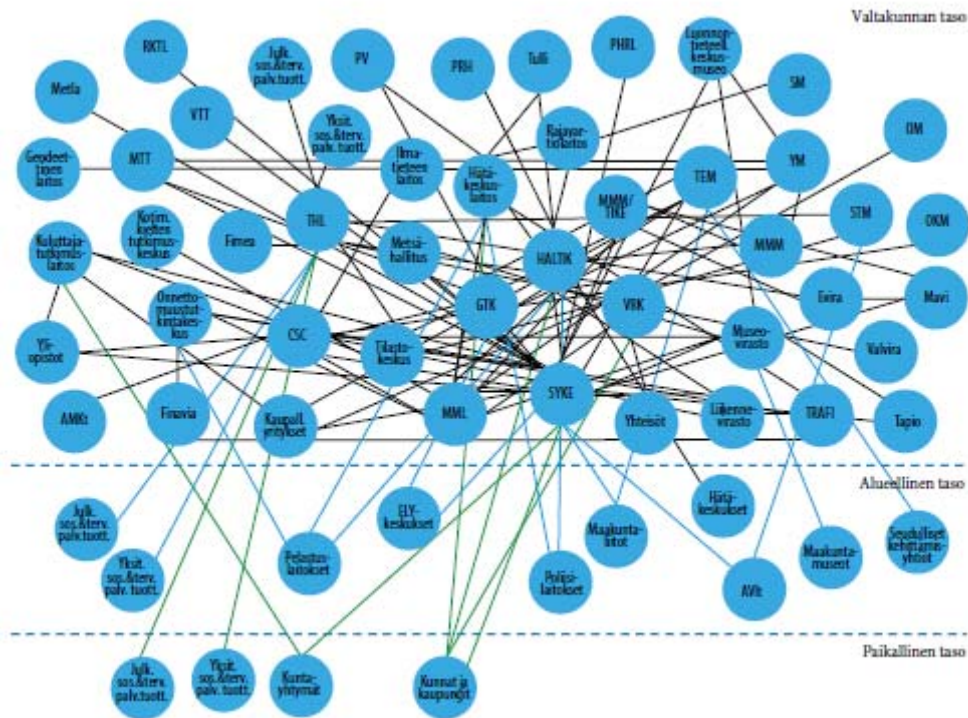 Valtakunnan taso
RKTL
Julk.
sos.&terv.
palv.tuott.
PV
PRH
Tulli
PHRL
Luonnon-
tieteell.
keskus-
museo
SM
OM
Metla
VTT
Yksit.
sos.&terv.
palv. tuott.
Rajavar-
tiolaitos
Geodeet-
tinen
laitos
MTT
Ilma-
tieteen
laitos
Hätä-
keskus-
laitos
TEM
YM
MMM/
TIKE
Kuluttaja-
tutkimus-
laitos
Kotim.
kielten
tutkimus-
keskus
Fimea
THL
Metsä-
hallitus
HALTIK
MMM
STM
OKM
Onnetto-
muustut-
kintakes-
kus
GTK
VRK
Evira
Mavi
Yli-
opistot
CSC
Tilasto-
keskus
Museo-
virasto
Valvira
AMKt
Finavia
Kaupall.
yritykset
MML
SYKE
Yhteisöt
Liikenne-
virasto
TRAFI
Tapio
Alueellinen taso
Julk.
sos.&terv.
palv.tuott.
Yksit.
sos.&terv.
palv. tuott.
Pelastus-
laitokset
ELY-
keskukset
Poliisi-
laitokset
Maakunta-
liitot
Hätä-
keskukset
AVIt
Maakunta-
museot
Seudulliset
kehittämis-
yhtiöt
Paikallinen taso
Julk.
sos.&terv.
palv.tuott.
Yksit.
sos.&terv.
palv. tuott.
Kunta-
yhtymät
Kunnat ja
kaupungit